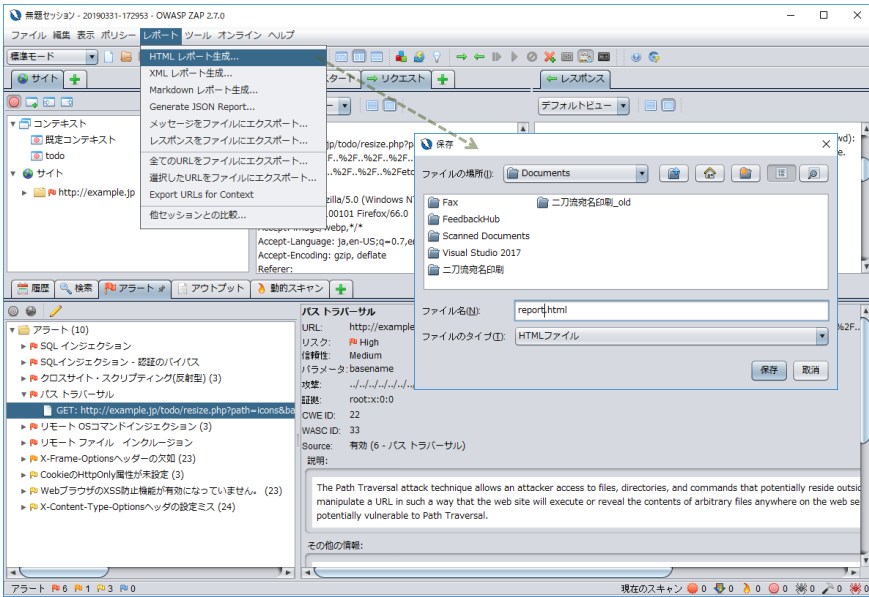 無題セッション - 20190331-172953 - OWASP ZAP 2.7.0
ファイル 編集 表示 ポリシー レポート ツール オンライン ヘルプ
標準モード
HTML レポート生成...
XML レポート生成...
Markdown レポート生成...
Generate JSON Report...
メッセージをファイルにエクスポート...
レスポンスをファイルにエクスポート...
全てのURLをファイルにエクスポート...
選択したURLをファイルにエクスポート...
Export URLs for Context
他セッションとの比較...
サイト
コンテキスト
既定コンテキスト
todo
サイト
http://example.jp
スタート
リクエスト
レスポンス
デフォルトビュー
jp/todo/resize.php?p
F..%2F..%2F..%2F..
..%2F..%2F..%2Fetc
zilla/5.0 (Windows NT
00101 Firefox/66.0
Accept: image/webp,*/*
Accept-Language: ja,en-US;q=0.7,e
Accept-Encoding: gzip, deflate
Referer:
wd):
e.
保存
ファイルの場所(I):
Documents
Fax
FeedbackHub
Scanned Documents
Visual Studio 2017
二刀流宛名印刷
二刀流宛名印刷_old
ファイル名(N):
report.html
ファイルのタイプ(T):
HTMLファイル
保存
取消
履歴
検索
アラート
アウトプット
動的スキャン
アラート (10)
SQL インジェクション
SQLインジェクション - 認証のバイパス
クロスサイト・スクリプティング(反射型) (3)
パス トラバーサル
GET: http://example.jp/todo/resize.php?path=icons&ba
リモート OSコマンドインジェクション (3)
リモート ファイル インクルージョン
X-Frame-Optionsヘッダーの欠如 (23)
CookieのHttpOnly属性が未設定 (3)
WebブラウザのXSS防止機能が有効になっていません。 (23)
X-Content-Type-Optionsヘッダの設定ミス (24)
パス トラバーサル
URL: http://example
%2F..
リスク: High
信頼性: Medium
パラメータ: basename
攻撃: ../../../../../../..
証拠: root:x:0:0
CWE ID: 22
WASC ID: 33
Source: 有効 (6 - パス トラバーサル)
説明:
The Path Traversal attack technique allows an attacker access to files, directories, and commands that potentially reside outsid
manipulate a URL in such a way that the web site will execute or reveal the contents of arbitrary files anywhere on the web se
potentially vulnerable to Path Traversal.
その他の情報:
アラート 6 1 3 0
現在のスキャン 0 0 0 0 0 0 0